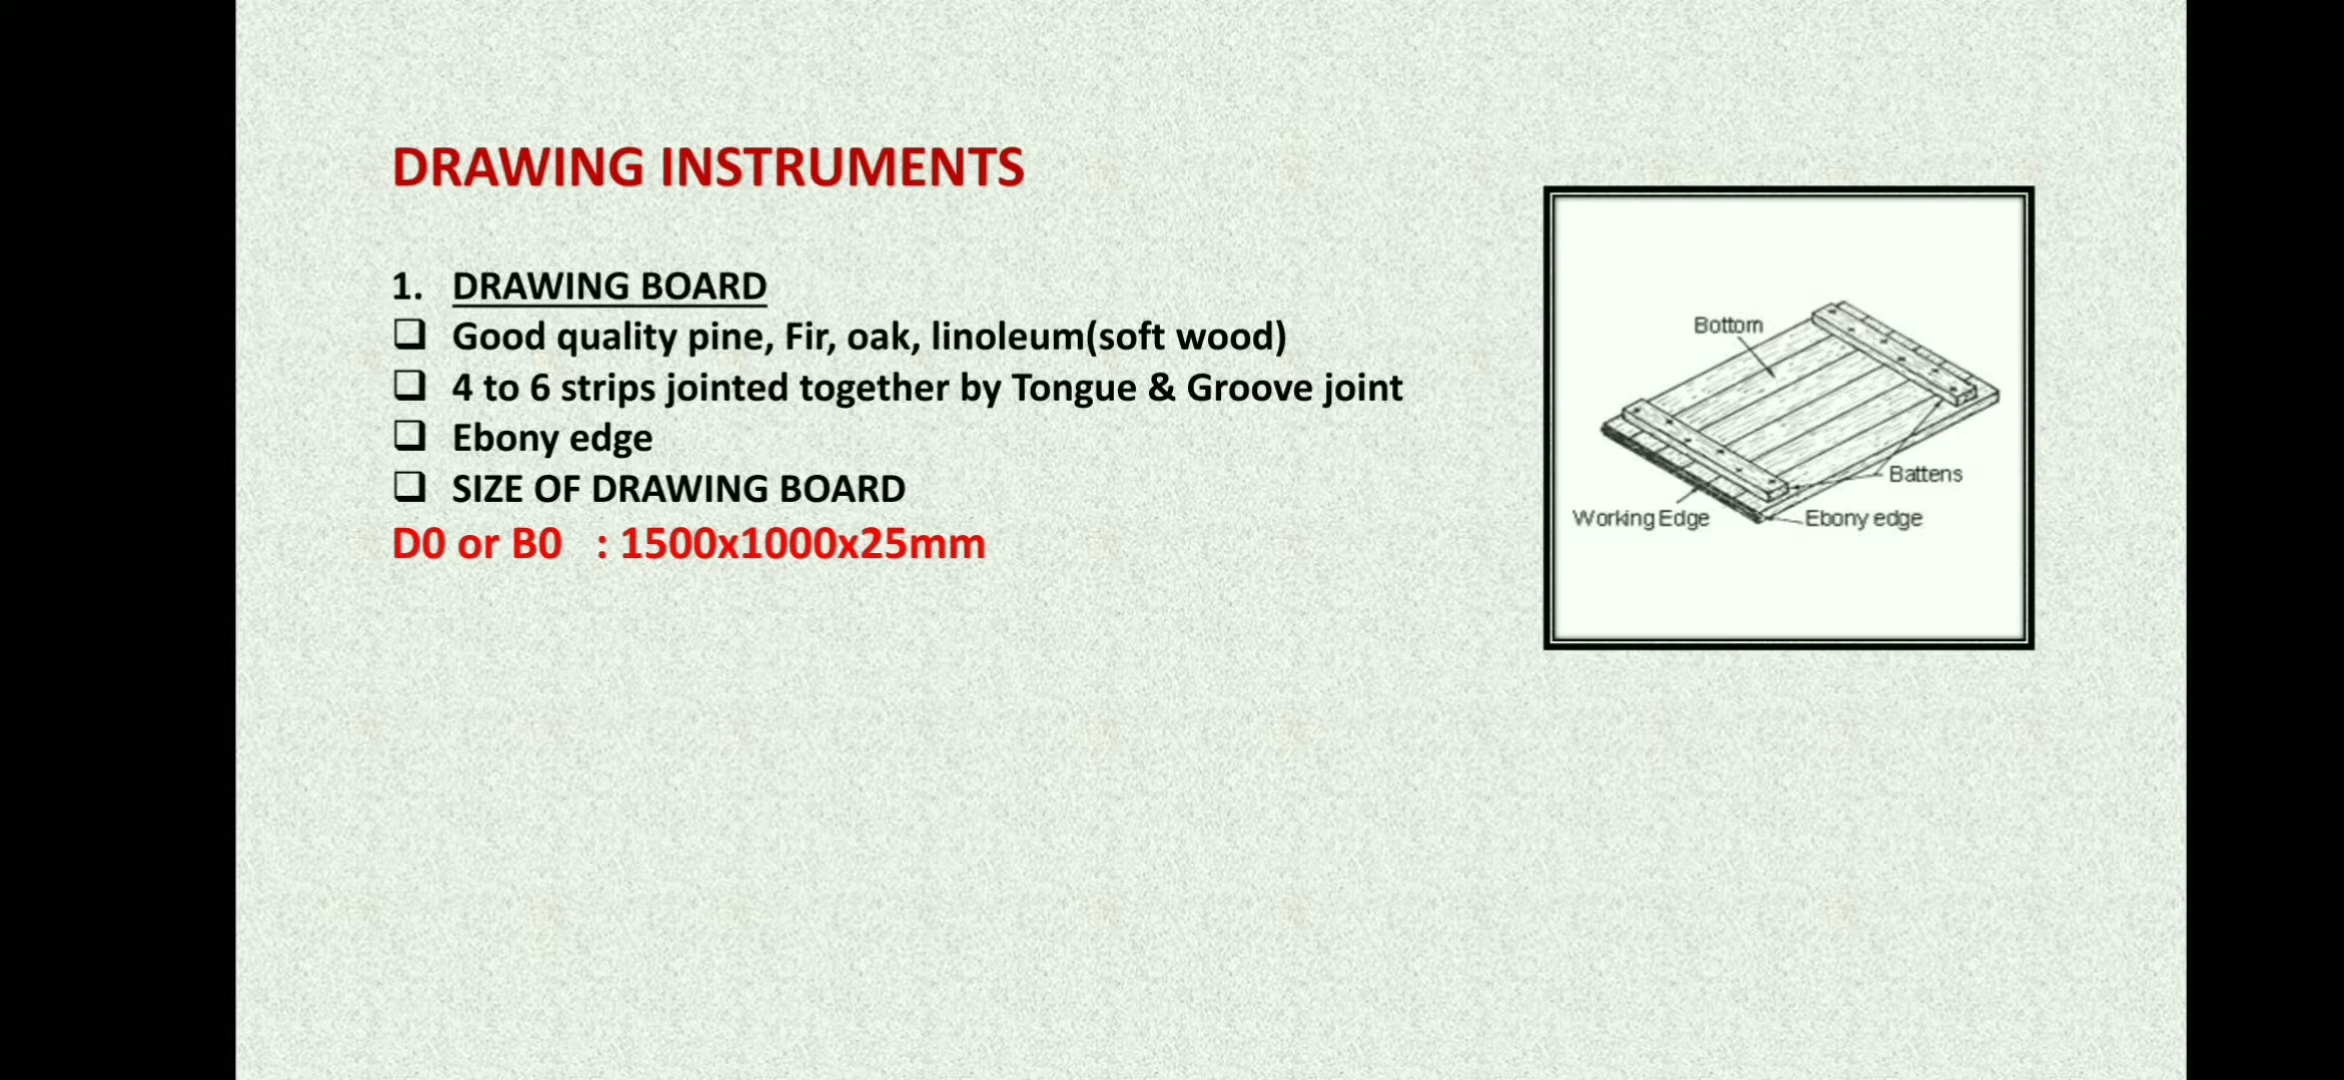 DRAWING INSTRUMENTS
1. DRAWING BOARD
❑ Good quality pine, Fir, oak, linoleum(soft wood)
❑ 4 to 6 strips jointed together by Tongue & Groove joint
❑ Ebony edge
❑ SIZE OF DRAWING BOARD
D0 or B0 : 1500x1000x25mm
Bottom
Battens
Working Edge
Ebony edge